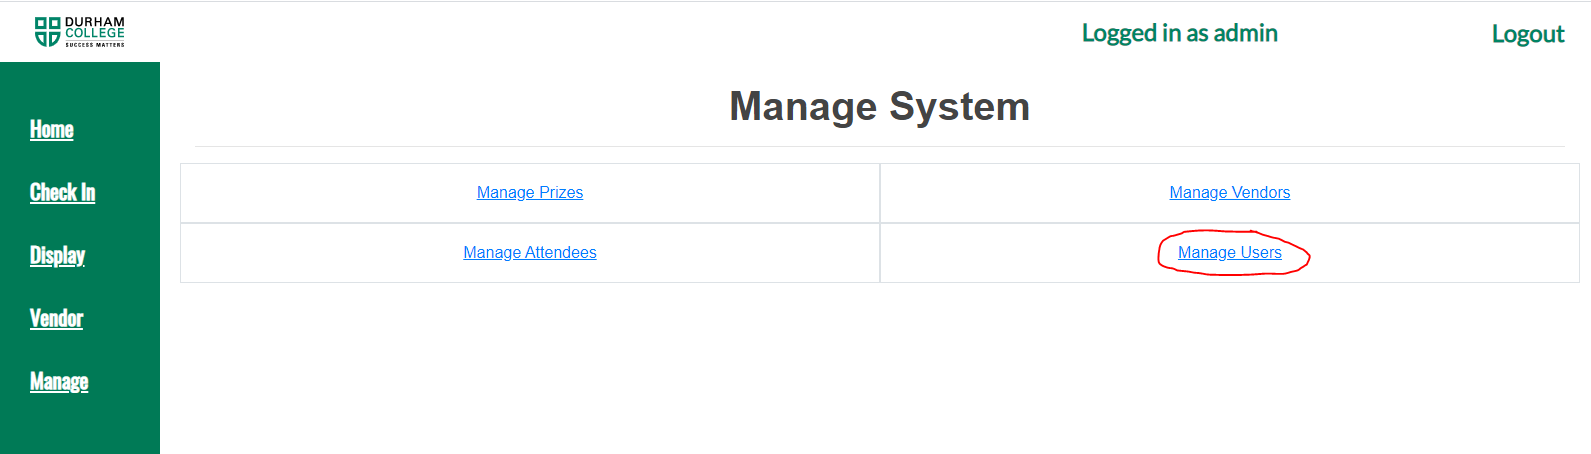 DURHAM
COLLEGE
SUCCESS MATTERS
Logged in as admin
Logout
Home
Check In
Display
Vendor
Manage
Manage System
Manage Prizes
Manage Vendors
Manage Attendees
Manage Users